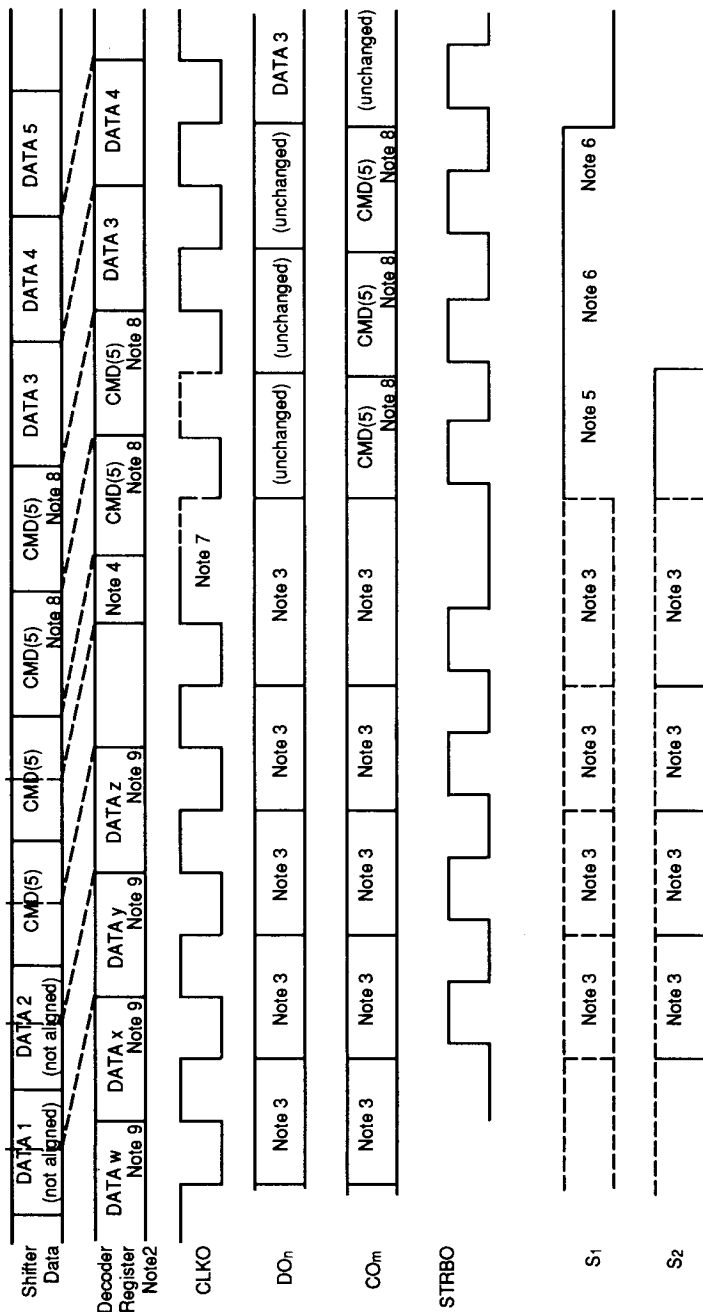 Shifter
Data
DATA 1
(not aligned)
DATA 2
(not aligned)
CMD(5)
CMD(5)
CMD(5)
Note 8
CMD(5)
Note 8
DATA 3
DATA 4
DATA 5
Decoder
Register
Note2
DATA w
Note 9
DATA x
Note 9
DATA y
Note 9
DATA z
Note 9
Note 4
CMD(5)
Note 8
CMD(5)
Note 8
DATA 3
DATA 4
CLKO
Note 7
DOn
Note 3
Note 3
Note 3
Note 3
Note 3
(unchanged)
(unchanged)
(unchanged)
DATA 3
COm
Note 3
Note 3
Note 3
Note 3
Note 3
CMD(5)
Note 8
CMD(5)
Note 8
CMD(5)
Note 8
(unchanged)
STRBO
S1
Note 3
Note 3
Note 3
Note 3
Note 5
Note 6
Note 6
S2
Note 3
Note 3
Note 3
Note 3